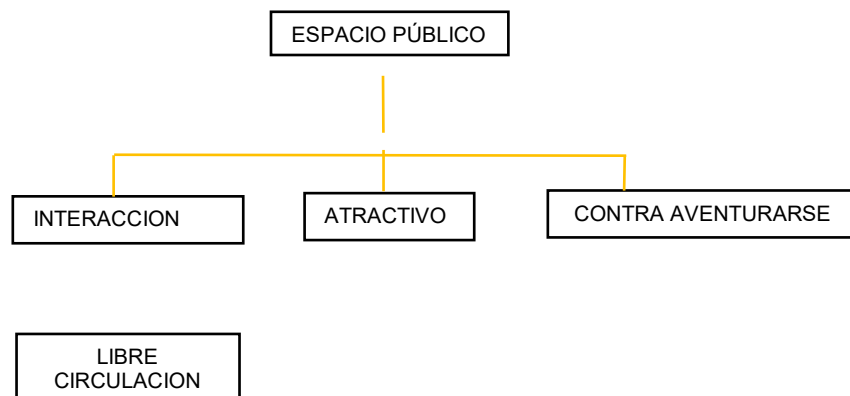 ESPACIO PÚBLICO
INTERACCION
ATRACTIVO
CONTRA AVENTURARSE
LIBRE
CIRCULACION